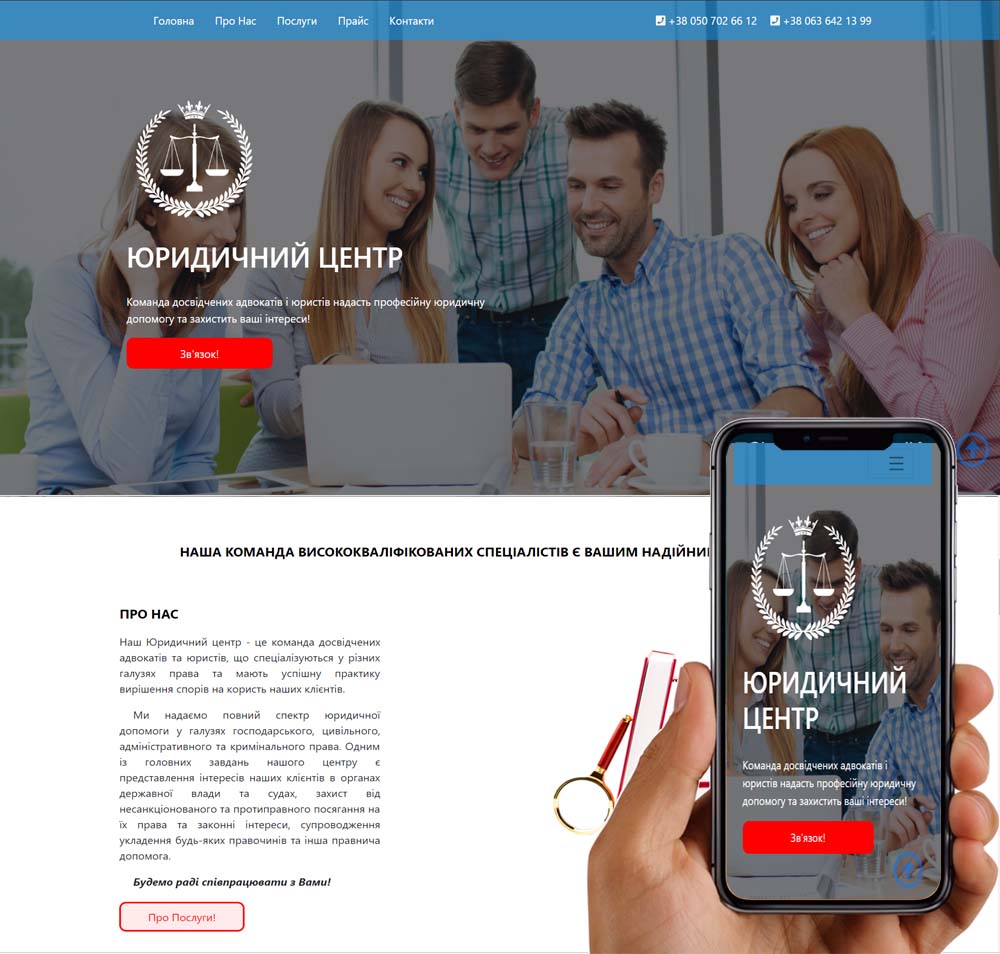 Головна Про Нас Послуги Прайс Контакти +38 050 702 66 12 +38 063 642 13 99
ЮРИДИЧНИЙ ЦЕНТР
Команда досвідчених адвокатів і юристів надасть професійну юридичну
допомогу та захистить ваші інтереси!
Зв'язок!
НАША КОМАНДА ВИСОКОКВАЛІФІКОВАНИХ СПЕЦІАЛІСТІВ Є ВАШИМ
ПРО НАС
Наш Юридичний центр - це команда досвідчених
адвокатів та юристів, що спеціалізуються у різних
галузях права та мають успішну практику
вирішення спорів на користь наших клієнтів.
Ми надаємо повний спектр юридичної
допомоги у галузях господарського, цивільного,
адміністративного та кримінального права. Одним
із головних завдань нашого центру є
представлення інтересів наших клієнтів в органах
державної влади та судах, захист від
несанкціонованого та протиправного посягання на
їх права та законні інтереси, супроводження
укладення будь-яких правочинів та інша правнича
допомога.
Будемо раді співпрацювати з Вами!
Про Послуги!
ЮРИДИЧНИЙ
ЦЕНТР
Команда досвідчених адвокатів і
юристів надасть професійну юридичну
допомогу та захистить ваші інтереси!
Зв'язок!